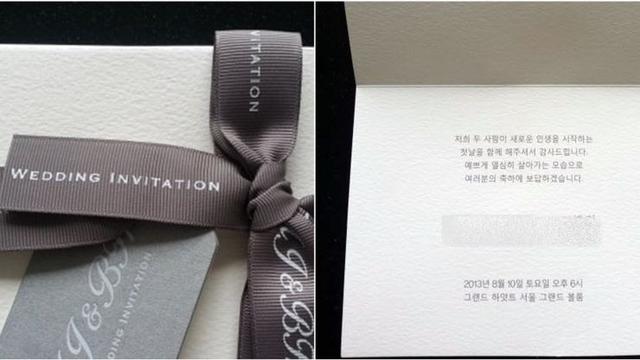 VITATION
WEDDING INVITATION
J&B
J&B
WEDDING INVITATION
저희 두 사람이 새로운 인생을 시작하는
첫날을 함께 해주셔서 감사드립니다.
예쁘게 열심히 살아가는 모습으로
여러분의 축하에 보답하겠습니다.
2013년 8월 10일 토요일 오후 6시
그랜드 하얏트 서울 그랜드 볼룸